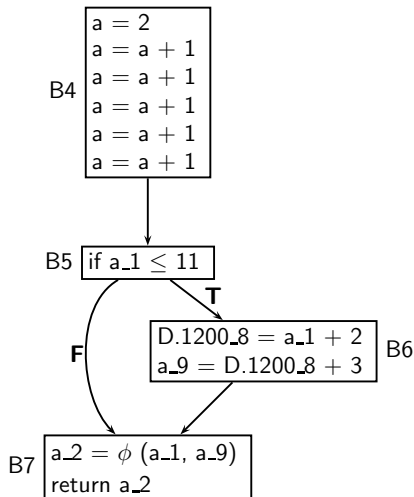 B4
a = 2
a = a + 1
a = a + 1
a = a + 1
a = a + 1
a = a + 1
B5
if a_1 ≤ 11
T
F
D.1200_8 = a_1 + 2
a_9 = D.1200_8 + 3
B6
B7
a_2 = ϕ (a_1, a_9)
return a_2